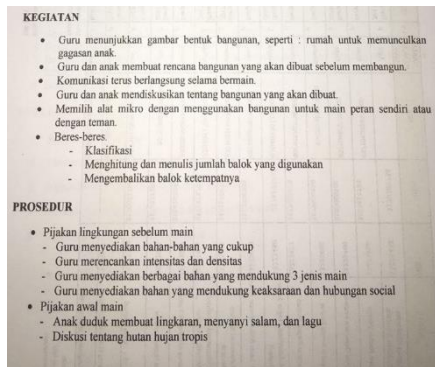 KEGIATAN
• Guru menunjukkan gambar bentuk bangunan, seperti : rumah untuk memunculkan
gagasan anak.
• Guru dan anak membuat rencana bangunan yang akan dibuat sebelum membangun.
• Komunikasi terus berlangsung selama bermain.
• Guru dan anak mendiskusikan tentang bangunan yang akan dibuat.
• Memilih alat mikro dengan menggunakan bangunan untuk main peran sendiri atau
dengan teman.
• Beres-beres.
- Klasifikasi
- Menghitung dan menulis jumlah balok yang digunakan
- Mengembalikan balok ketempatnya
PROSEDUR
• Pijakan lingkungan sebelum main
- Guru menyediakan bahan-bahan yang cukup
- Guru merencankan intensitas dan densitas
- Guru menyediakan berbagai bahan yang mendukung 3 jenis main
- Guru menyediakan bahan yang mendukung keaksaraan dan hubungan social
• Pijakan awal main
- Anak duduk membuat lingkaran, menyanyi salam, dan lagu
- Diskusi tentang hutan hujan tropis